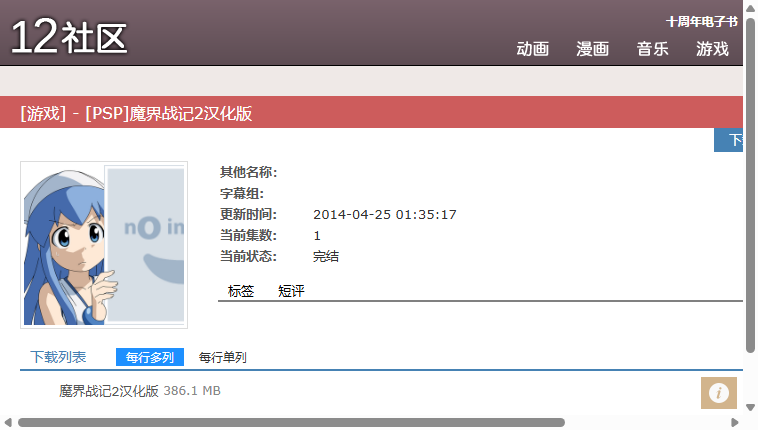 12社区
十周年电子书
动画 漫画 音乐 游戏
[游戏] - [PSP]魔界战记2汉化版
其他名称:
字幕组:
更新时间: 2014-04-25 01:35:17
当前集数: 1
当前状态: 完结
标签 短评
nO in
下载列表 每行多列 每行单列
魔界战记2汉化版 386.1 MB